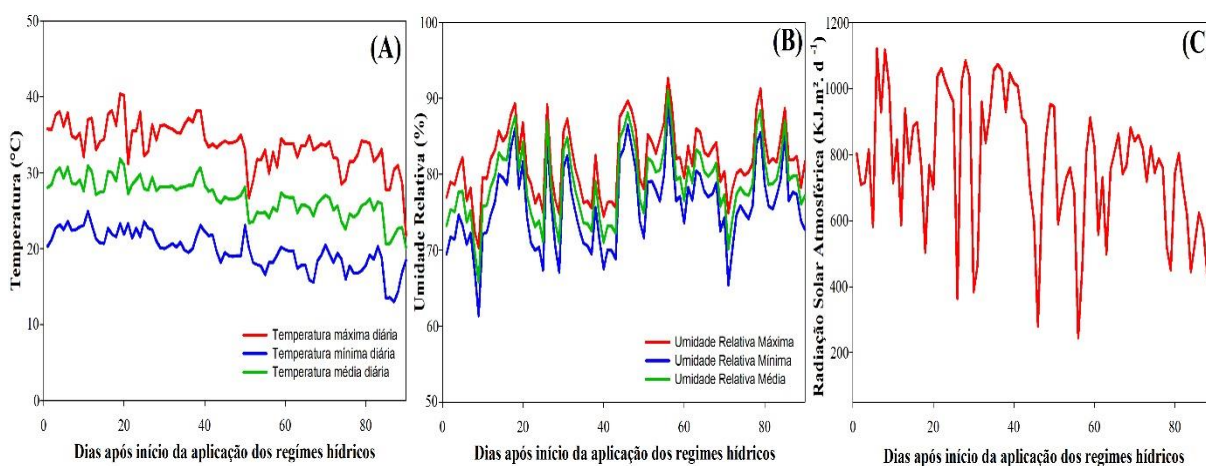 (A)
Temperatura (°C)
50
40
30
20
10
0
Temperatura máxima diária
Temperatura mínima diária
Temperatura média diária
0 20 40 60 80
Dias após início da aplicação dos regímes hídricos
(B)
Umidade Relativa (%)
100
90
80
70
60
50
Umidade Relativa Máxima
Umidade Relativa Mínima
Umidade Relativa Média
0 20 40 60 80
Dias após início da aplicação dos regimes hídricos
(C)
Radiação Solar Atmosférica (KJ.m². d ⁻¹)
1200
1000
800
600
400
200
0 20 40 60 80
Dias após início da aplicação dos regimes hídricos